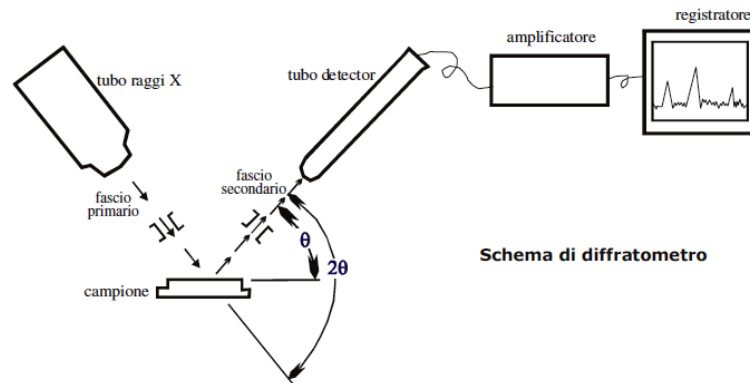 registratore
amplificatore
tubo raggi X
tubo detector
fascio
primario
fascio
secondario
θ
2θ
Schema di diffratometro
campione